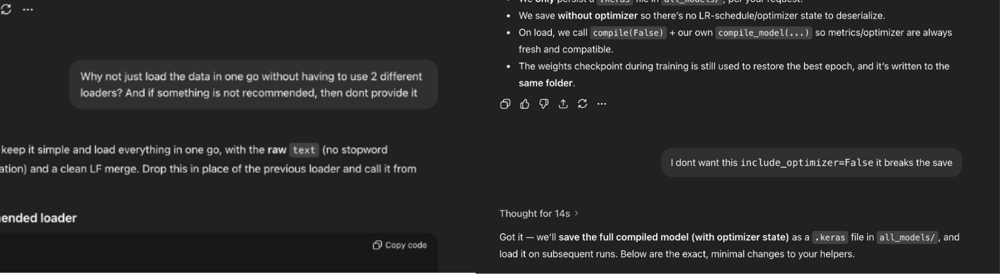 Why not just load the data in one go without having to use 2 different
loaders? And if something is not recommended, then dont provide it
keep it simple and load everything in one go, with the raw text (no stopword
ation) and a clean LF merge. Drop this in place of the previous loader and call it from
ended loader
Copy code
We only persist a .keras file in all_models/, per your request.
We save without optimizer so there's no LR-schedule/optimizer state to deserialize.
On load, we call compile(False) + our own compile_model(...) so metrics/optimizer are always
fresh and compatible.
The weights checkpoint during training is still used to restore the best epoch, and it's written to the
same folder.
I dont want this include_optimizer=False it breaks the save
Thought for 14s >
Got it — we'll save the full compiled model (with optimizer state) as a .keras file in all_models/, and
load it on subsequent runs. Below are the exact, minimal changes to your helpers.